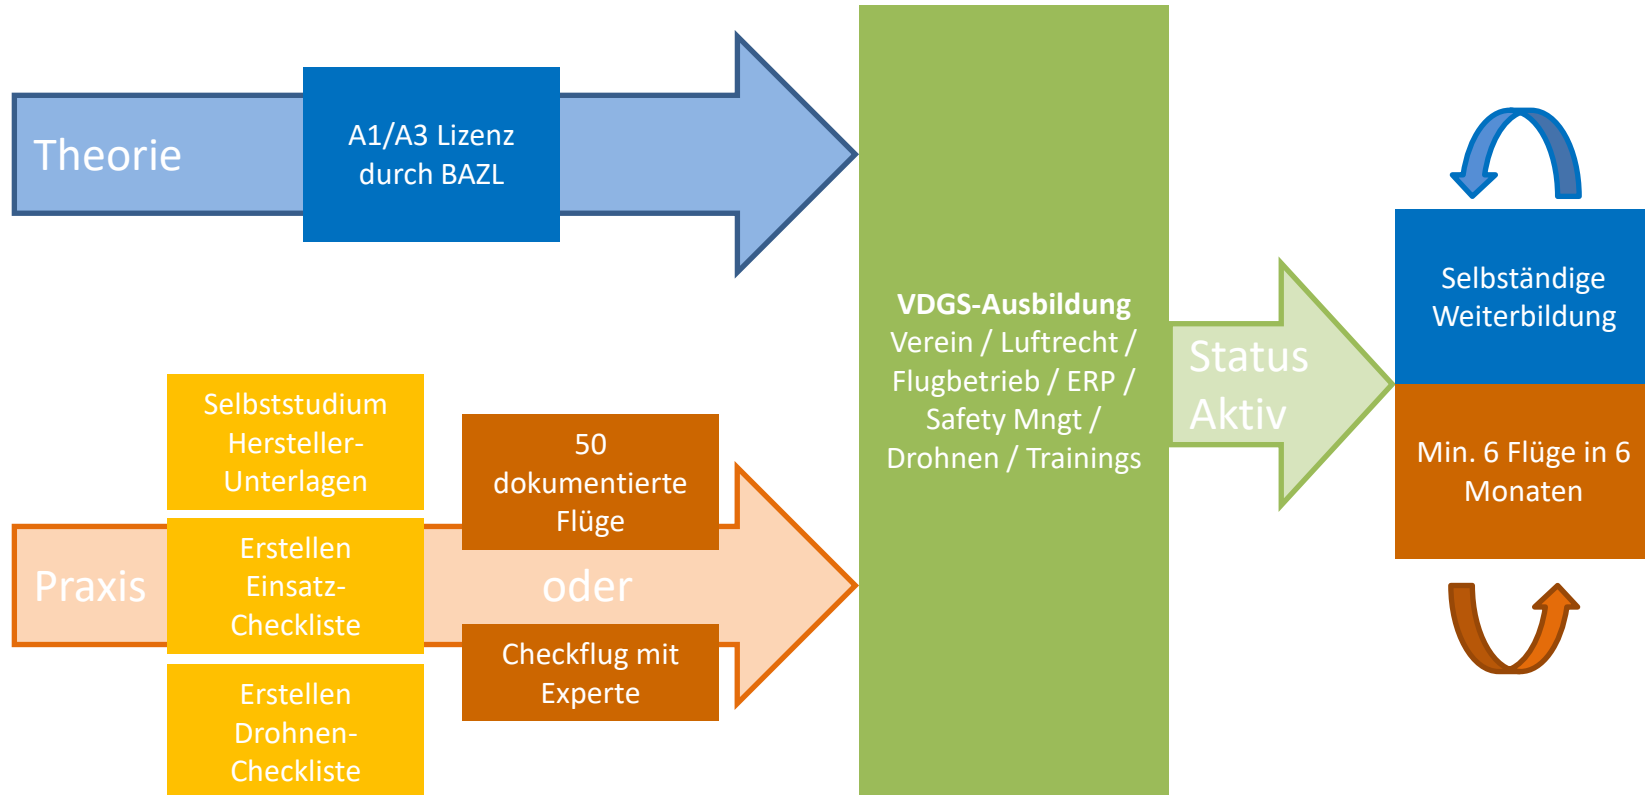 Theorie
A1/A3 Lizenz
durch BAZL
Praxis
Selbststudium
Hersteller-
Unterlagen
Erstellen
Einsatz-
Checkliste
Erstellen
Drohnen-
Checkliste
50
dokumentierte
Flüge
oder
Checkflug mit
Experte
VDGS-Ausbildung
Verein / Luftrecht /
Flugbetrieb / ERP /
Safety Mngt /
Drohnen / Trainings
Status
Aktiv
Selbständige
Weiterbildung
Min. 6 Flüge in 6
Monaten